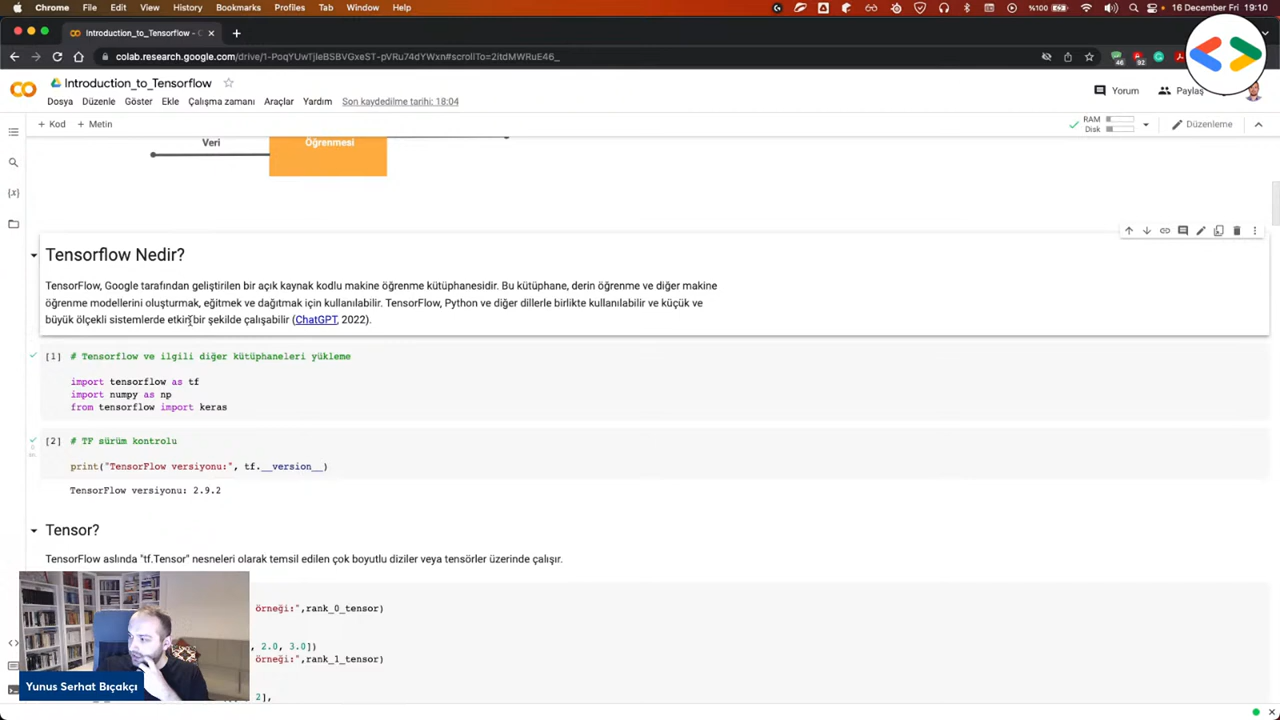 Chrome File Edit View History Bookmarks Profiles Tab Window Help
%100
16 December Fri 19:10
Introduction_to_Tensorflow -
colab.research.google.com/drive/1-PoqYUwTjleBSBVGxeST-pVRu74dYWxn#scrollTo=2itdMWRuE46_
46
92
Introduction_to_Tensorflow
Dosya Düzenle Göster Ekle Çalışma zamanı Araçlar Yardım Son kaydedilme tarihi: 18:04
Yorum
+ Kod + Metin
RAM
Disk
Düzenleme
{x}
Veri
Öğrenmesi
Tensorflow Nedir?
TensorFlow, Google tarafından geliştirilen bir açık kaynak kodlu makine öğrenme kütüphanesidir. Bu kütüphane, derin öğrenme ve diğer makine
öğrenme modellerini oluşturmak, eğitmek ve dağıtmak için kullanılabilir. TensorFlow, Python ve diğer dillerle birlikte kullanılabilir ve küçük ve
büyük ölçekli sistemlerde etkin bir şekilde çalışabilir (ChatGPT, 2022).
[1] # Tensorflow ve ilgili diğer kütüphaneleri yükleme
import tensorflow as tf
import numpy as np
from tensorflow import keras
[2] # TF sürüm kontrolu
print("TensorFlow versiyonu:", tf.__version__)
TensorFlow versiyonu: 2.9.2
Tensor?
TensorFlow aslında "tf.Tensor" nesneleri olarak temsil edilen çok boyutlu diziler veya tensörler üzerinde çalışır.
örneği:",rank_0_tensor)
, 2.0, 3.0])
örneği:",rank_1_tensor)
2],
Yunus Serhat Bıçakçı